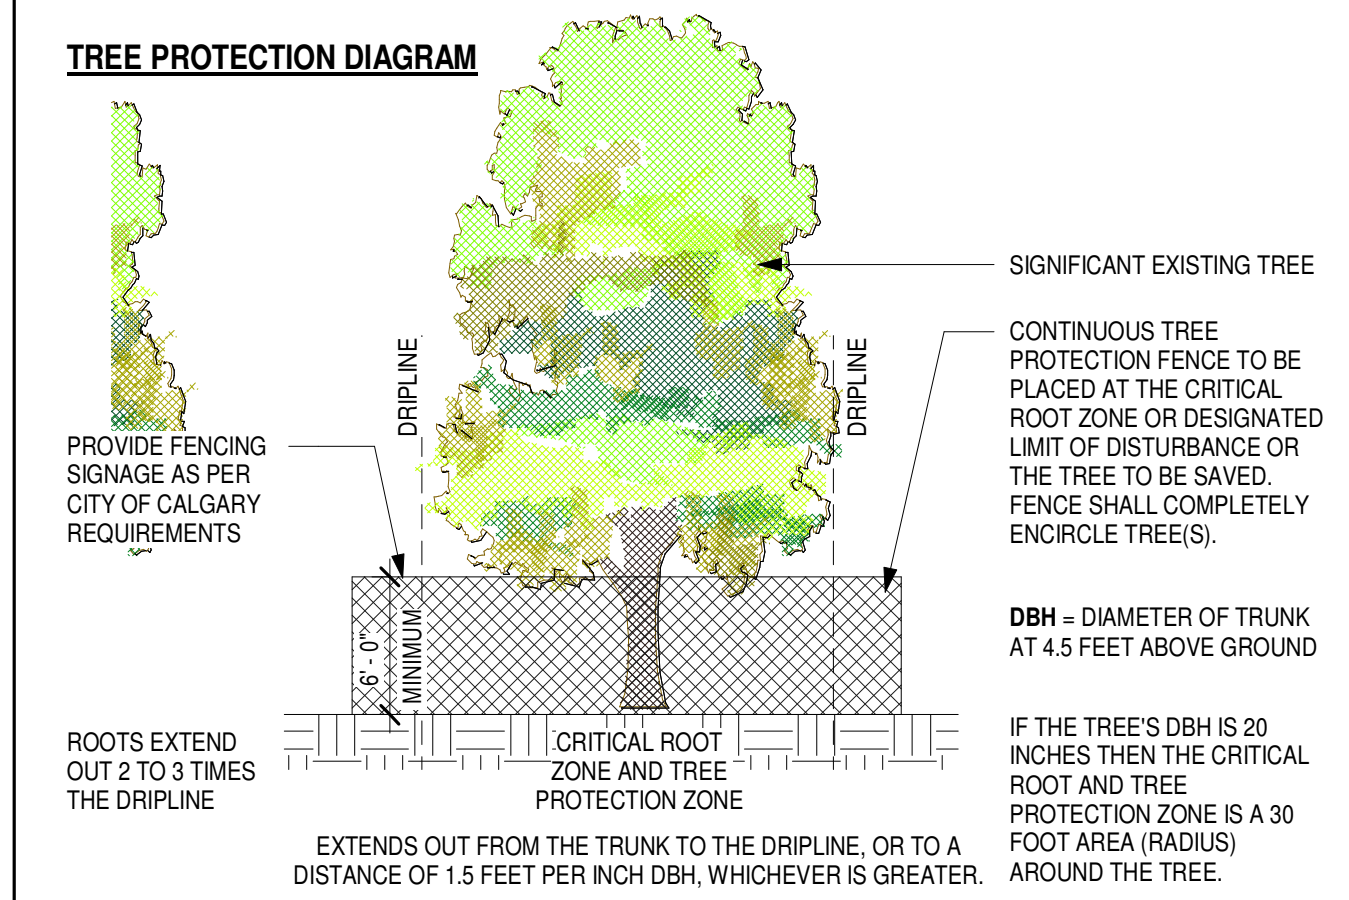 TREE PROTECTION DIAGRAM
SIGNIFICANT EXISTING TREE
CONTINUOUS TREE
PROTECTION FENCE TO BE
PLACED AT THE CRITICAL
ROOT ZONE OR DESIGNATED
LIMIT OF DISTURBANCE OR
THE TREE TO BE SAVED.
FENCE SHALL COMPLETELY
ENCIRCLE TREE(S).
DRIPLINE
DRIPLINE
PROVIDE FENCING
SIGNAGE AS PER
CITY OF CALGARY
REQUIREMENTS
6' - 0"
MINIMUM
DBH = DIAMETER OF TRUNK
AT 4.5 FEET ABOVE GROUND
ROOTS EXTEND
OUT 2 TO 3 TIMES
THE DRIPLINE
CRITICAL ROOT
ZONE AND TREE
PROTECTION ZONE
EXTENDS OUT FROM THE TRUNK TO THE DRIPLINE, OR TO A
DISTANCE OF 1.5 FEET PER INCH DBH, WHICHEVER IS GREATER.
IF THE TREE'S DBH IS 20
INCHES THEN THE CRITICAL
ROOT AND TREE
PROTECTION ZONE IS A 30
FOOT AREA (RADIUS)
AROUND THE TREE.